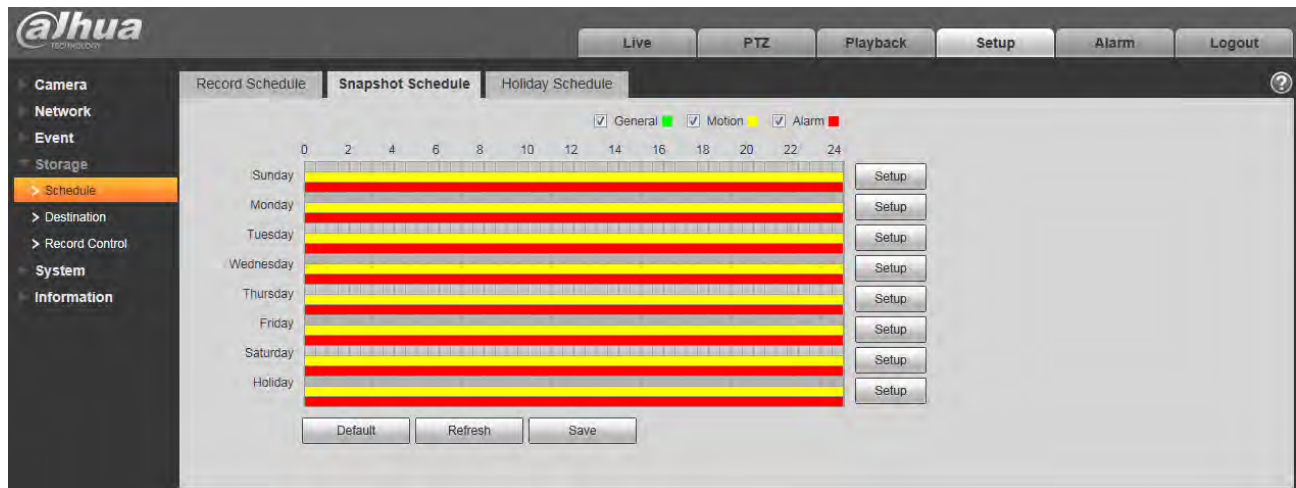 alhua
TECHNOLOGY
Live PTZ Playback Setup Alarm Logout
Camera
Network
Event
Storage
> Schedule
> Destination
> Record Control
System
Information
Record Schedule Snapshot Schedule Holiday Schedule
General Motion Alarm
0 2 4 6 8 10 12 14 16 18 20 22 24
Sunday Setup
Monday Setup
Tuesday Setup
Wednesday Setup
Thursday Setup
Friday Setup
Saturday Setup
Holiday Setup
Default Refresh Save